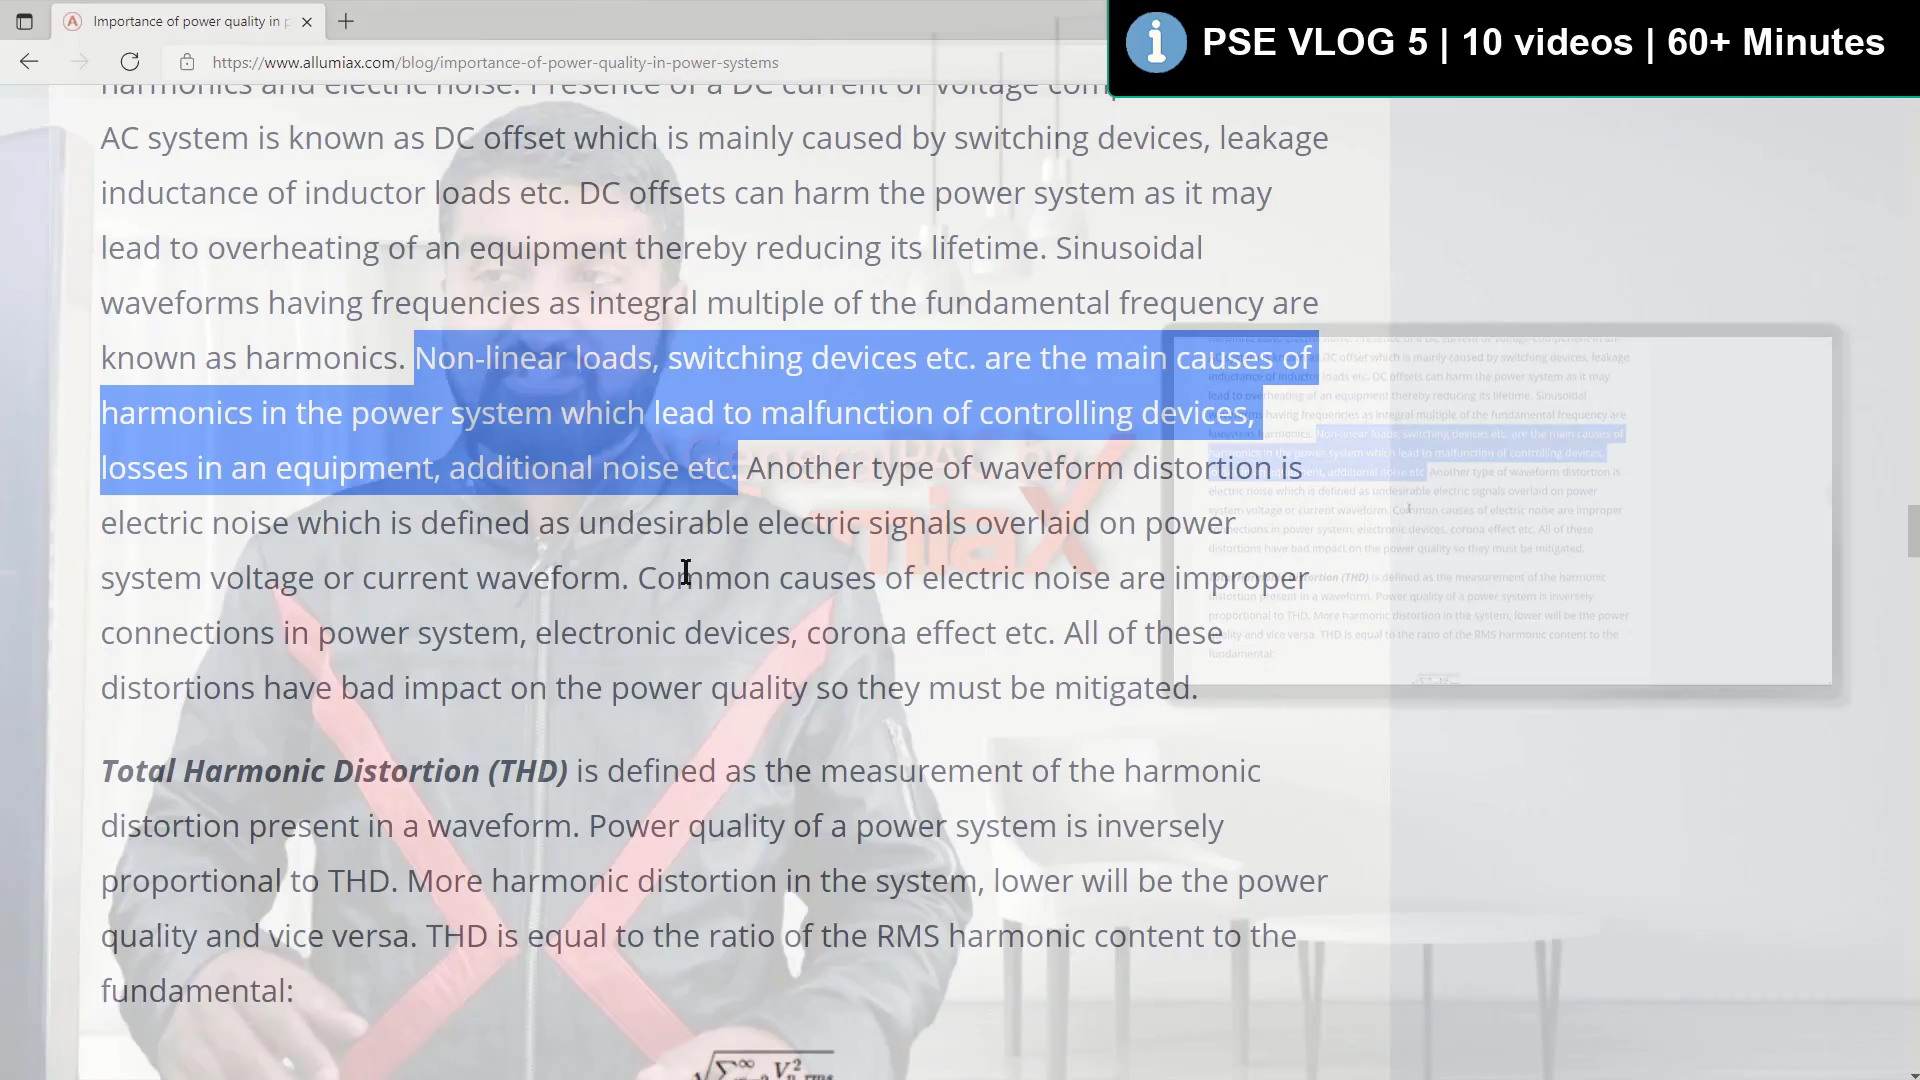 Importance of power quality in p
https://www.allumiax.com/blog/importance-of-power-quality-in-power-systems
PSE VLOG 5 | 10 videos | 60+ Minutes
harmonics and electric noise. Presence of a DC current or voltage
AC system is known as DC offset which is mainly caused by switching devices, leakage
inductance of inductor loads etc. DC offsets can harm the power system as it may
lead to overheating of an equipment thereby reducing its lifetime. Sinusoidal
waveforms having frequencies as integral multiple of the fundamental frequency are
known as harmonics. Non-linear loads, switching devices etc. are the main causes of
harmonics in the power system which lead to malfunction of controlling devices,
losses in an equipment, additional noise etc. Another type of waveform distortion is
electric noise which is defined as undesirable electric signals overlaid on power
system voltage or current waveform. Common causes of electric noise are improper
connections in power system, electronic devices, corona effect etc. All of these
distortions have bad impact on the power quality so they must be mitigated.
Total Harmonic Distortion (THD) is defined as the measurement of the harmonic
distortion present in a waveform. Power quality of a power system is inversely
proportional to THD. More harmonic distortion in the system, lower will be the power
quality and vice versa. THD is equal to the ratio of the RMS harmonic content to the
fundamental: